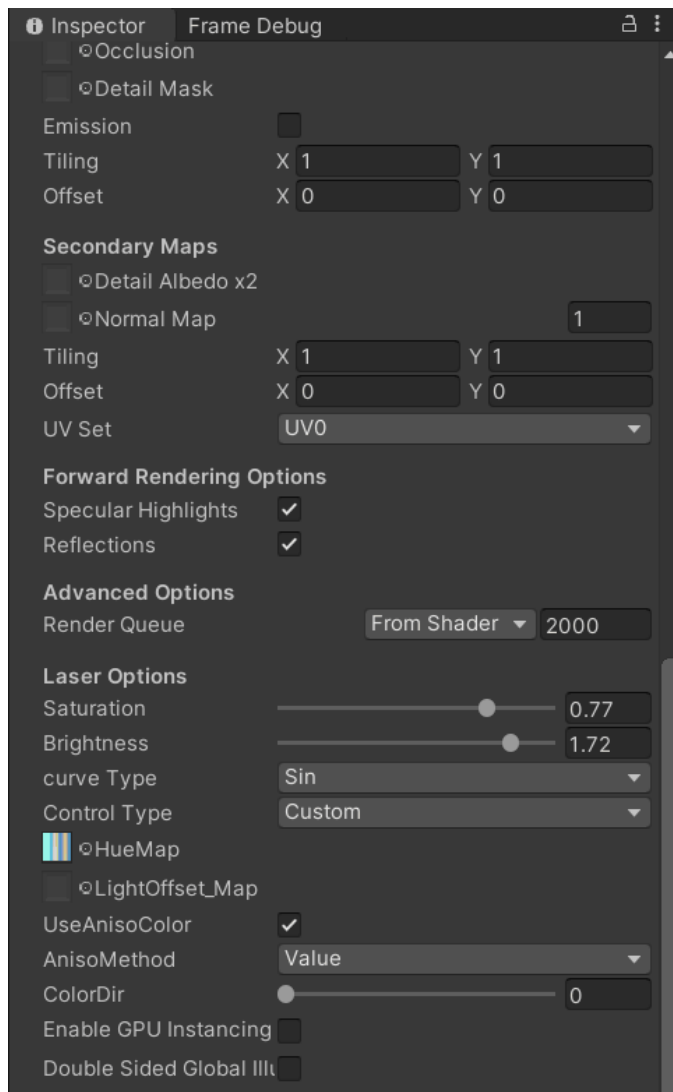 Inspector Frame Debug
Occlusion
Detail Mask
Emission
Tiling X 1 Y 1
Offset X 0 Y 0
Secondary Maps
Detail Albedo x2
Normal Map 1
Tiling X 1 Y 1
Offset X 0 Y 0
UV Set UV0
Forward Rendering Options
Specular Highlights
Reflections
Advanced Options
Render Queue From Shader 2000
Laser Options
Saturation 0.77
Brightness 1.72
curve Type Sin
Control Type Custom
HueMap
LightOffset_Map
UseAnisoColor
AnisoMethod Value
ColorDir 0
Enable GPU Instancing
Double Sided Global Illu